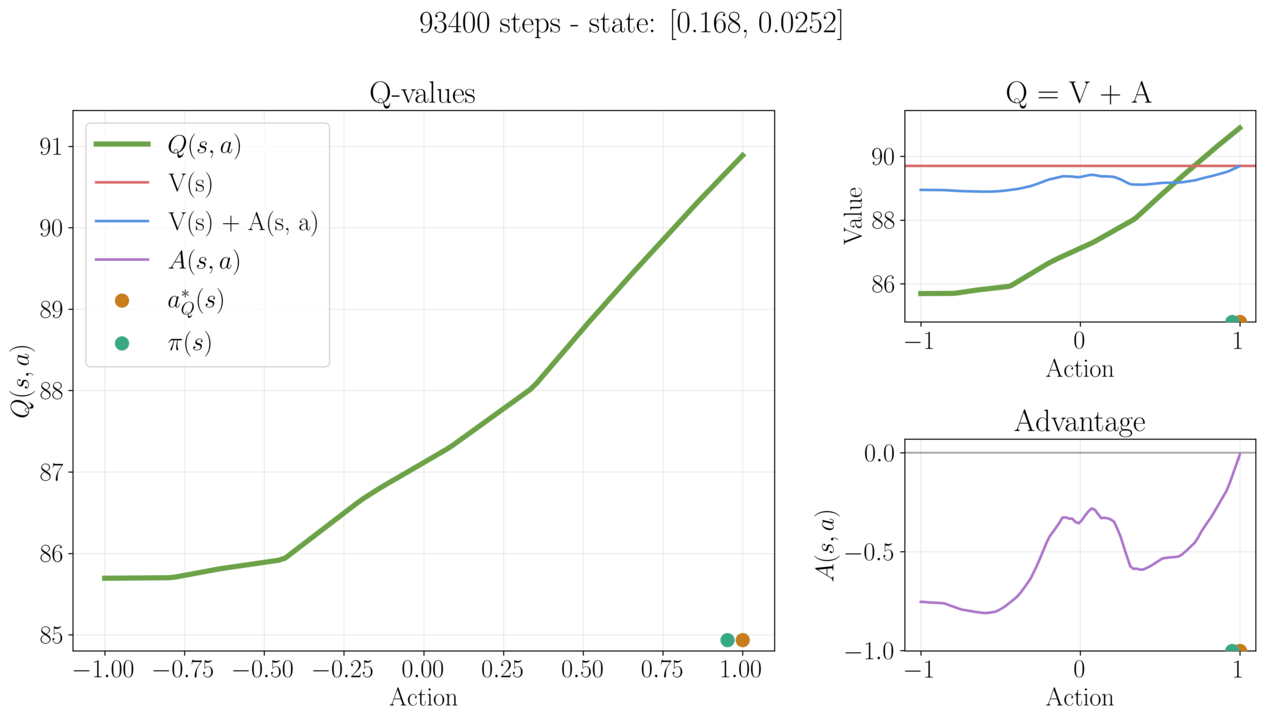 93400 steps - state: [0.168, 0.0252]
Q-values
Q(s, a)
91
90
89
88
87
86
85
−1.00 −0.75 −0.50 −0.25 0.00 0.25 0.50 0.75 1.00
Action
Q(s, a)
V(s)
V(s) + A(s, a)
A(s, a)
a*Q(s)
π(s)
Q = V + A
Value
90
88
86
−1 0 1
Action
Advantage
A(s, a)
0.0
−0.5
−1.0
−1 0 1
Action